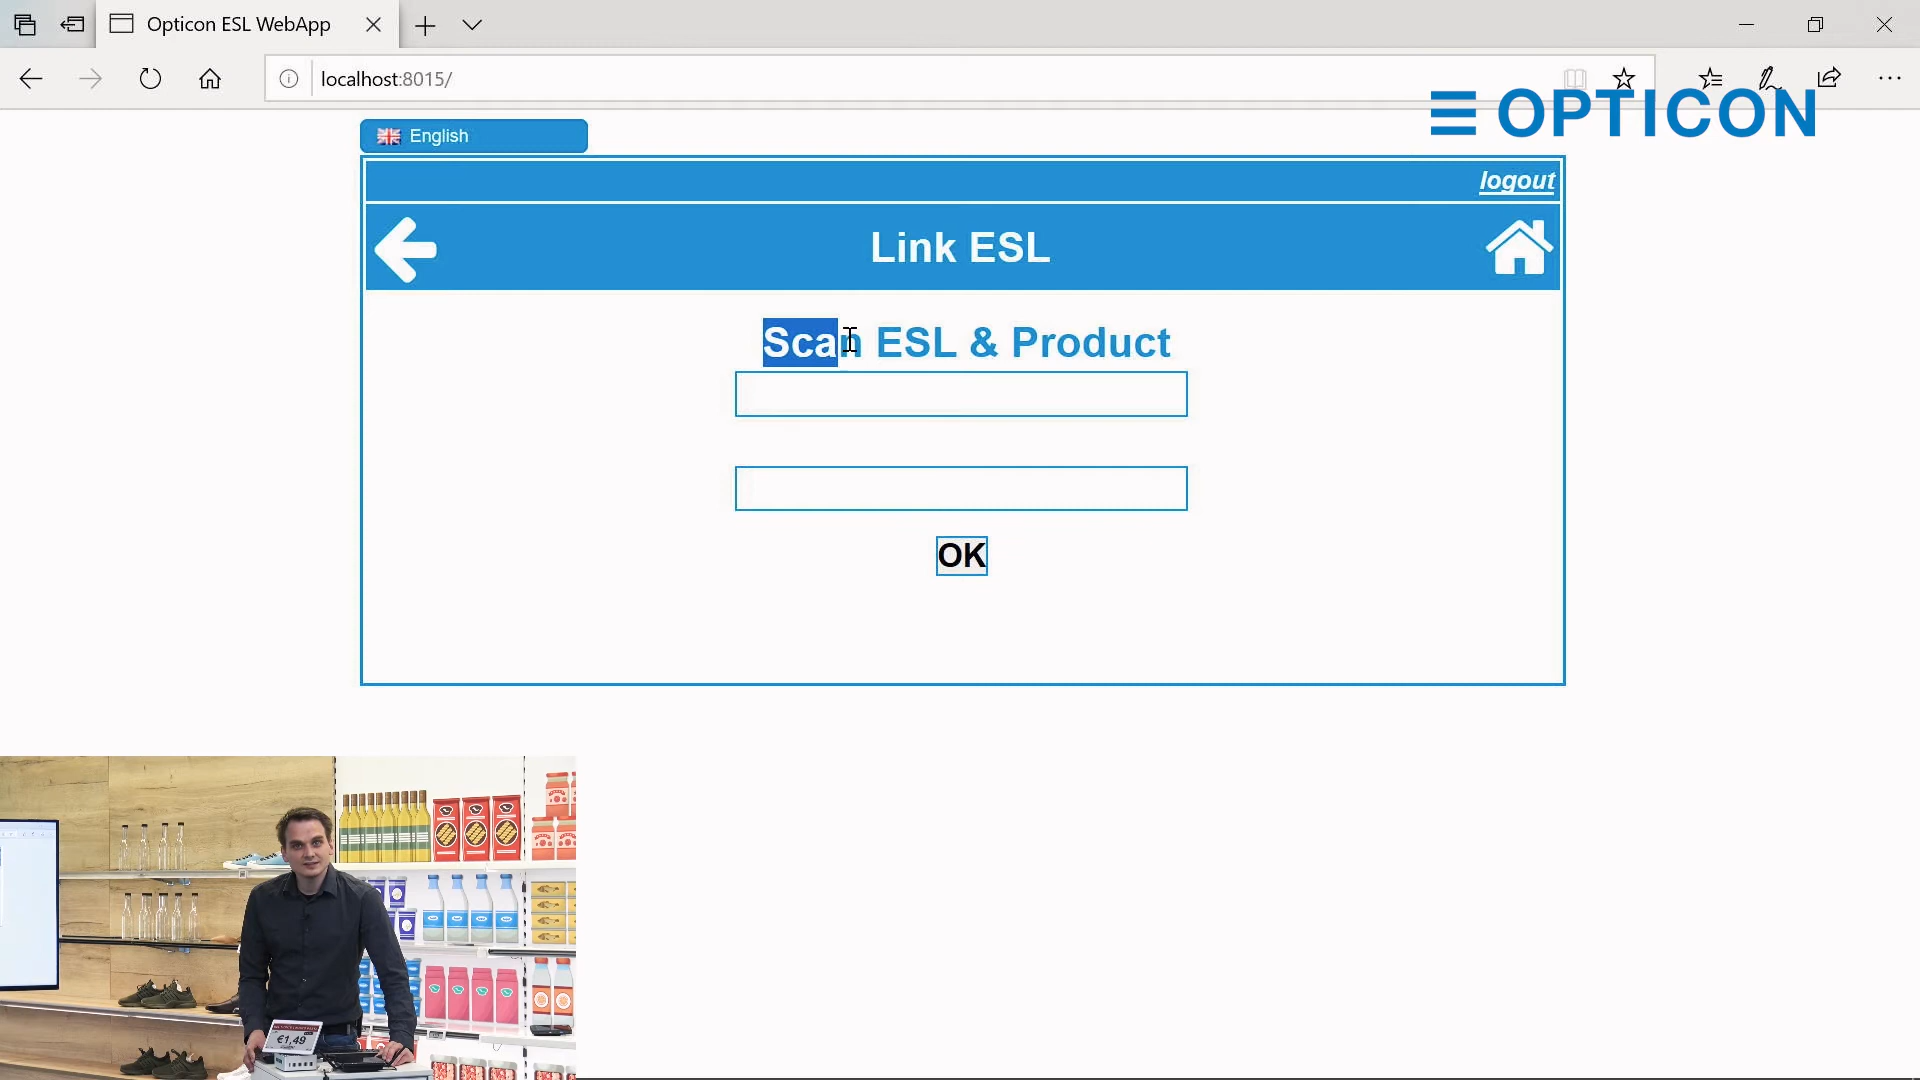 Opticon ESL WebApp
localhost:8015/
OPTICON
English
logout
Link ESL
Scan ESL & Product
OK
€1,49